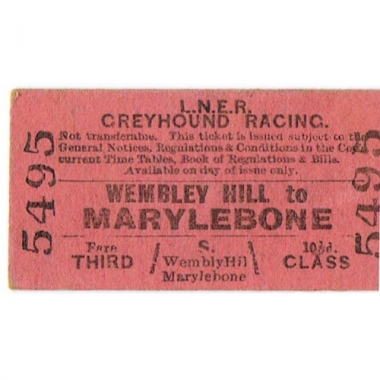 L.N.E.R.
GREYHOUND RACING.
Not transferable. This ticket is issued subject to the
General Notices, Regulations & Conditions in the Co
current Time Tables, Book of Regulations & Bills.
Available on day of issue only.
WEMBLEY HILL to
MARYLEBONE
Fare S. 10½d.
THIRD WemblyHil CLASS
Marylebone
5495
5495